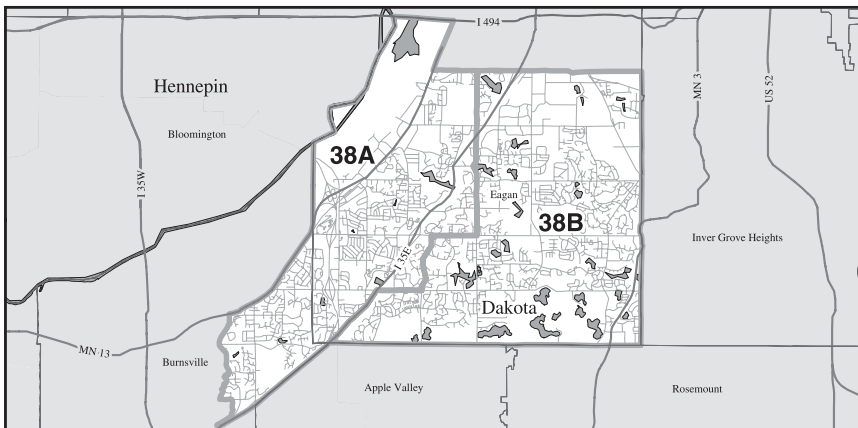 I 494
Hennepin
MN 3
US 52
Bloomington
38A
I 35W
Eagan
38B
Inver Grove Heights
I 35E
Dakota
MN 13
Burnsville
Apple Valley
Rosemount